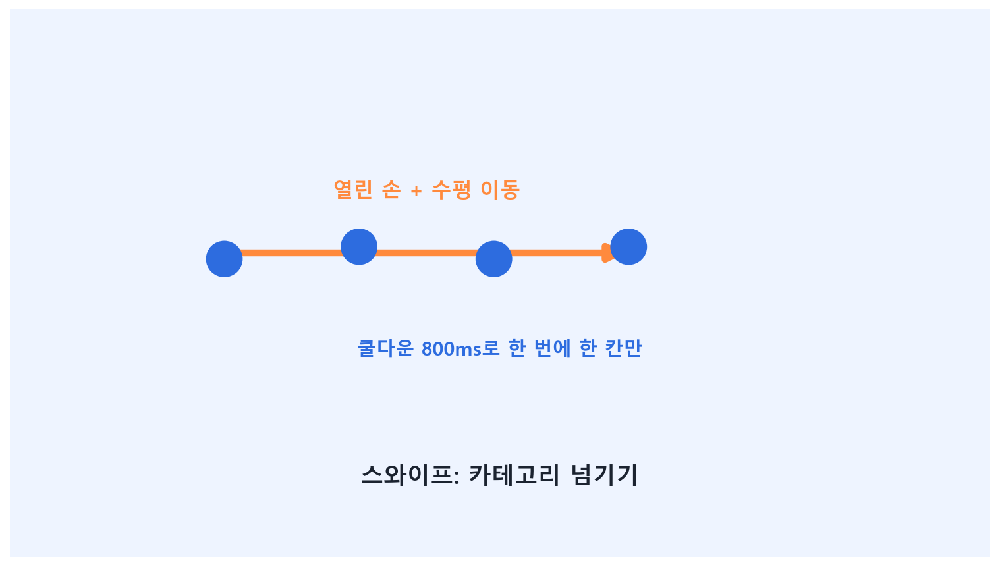 열린 손 + 수평 이동
쿨다운 800ms로 한 번에 한 칸만
스와이프: 카테고리 넘기기